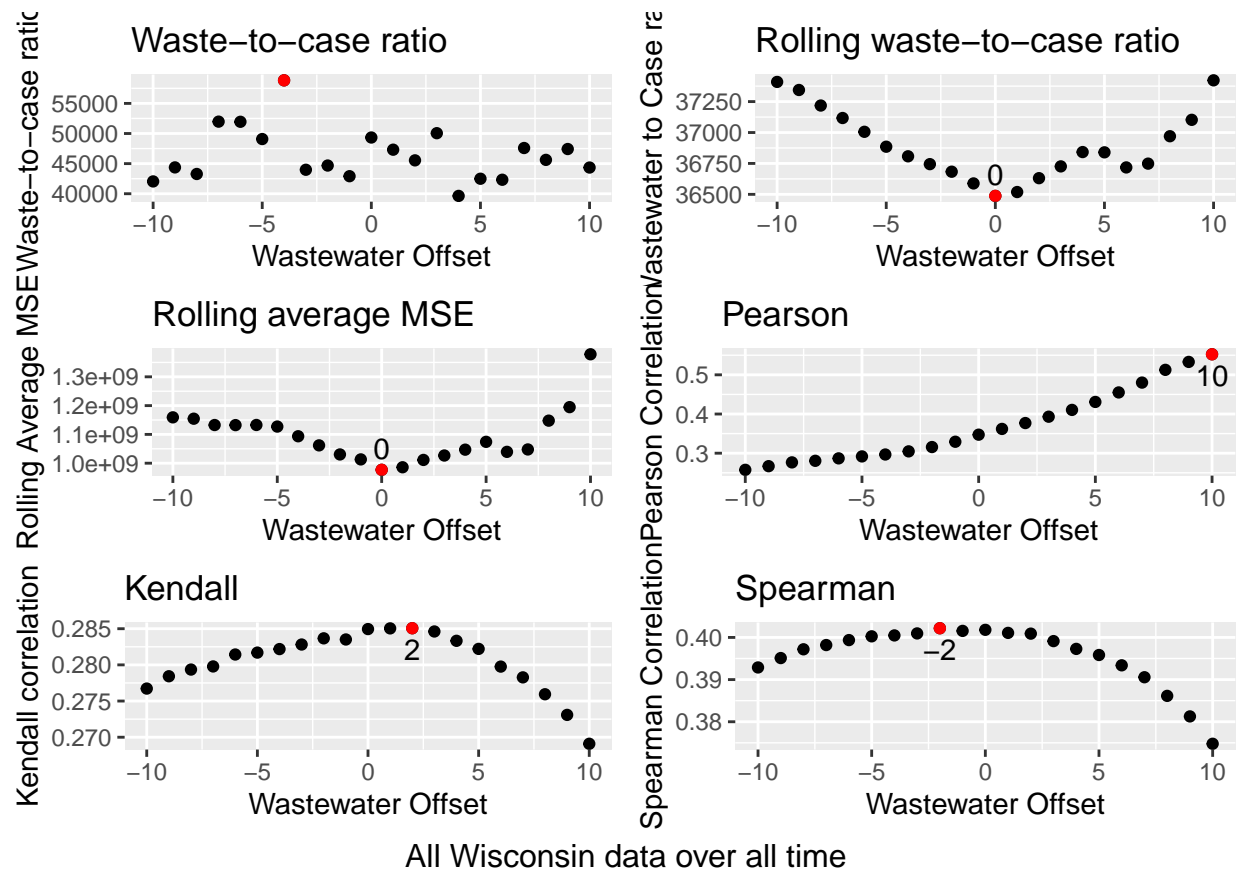 Waste−to−case ratio
Waste−to−case ratio
55000
50000
45000
40000
−10 −5 0 5 10
Wastewater Offset
Rolling waste−to−case ratio
Wastewater to Case ra
37250
37000
36750
36500
0
−10 −5 0 5 10
Wastewater Offset
Rolling average MSE
Rolling Average MSE
1.3e+09
1.2e+09
1.1e+09
1.0e+09
0
−10 −5 0 5 10
Wastewater Offset
Pearson
Pearson Correlation
0.5
0.4
0.3
10
−10 −5 0 5 10
Wastewater Offset
Kendall
Kendall correlation
0.285
0.280
0.275
0.270
2
−10 −5 0 5 10
Wastewater Offset
Spearman
Spearman Correlation
0.40
0.39
0.38
−2
−10 −5 0 5 10
Wastewater Offset
All Wisconsin data over all time